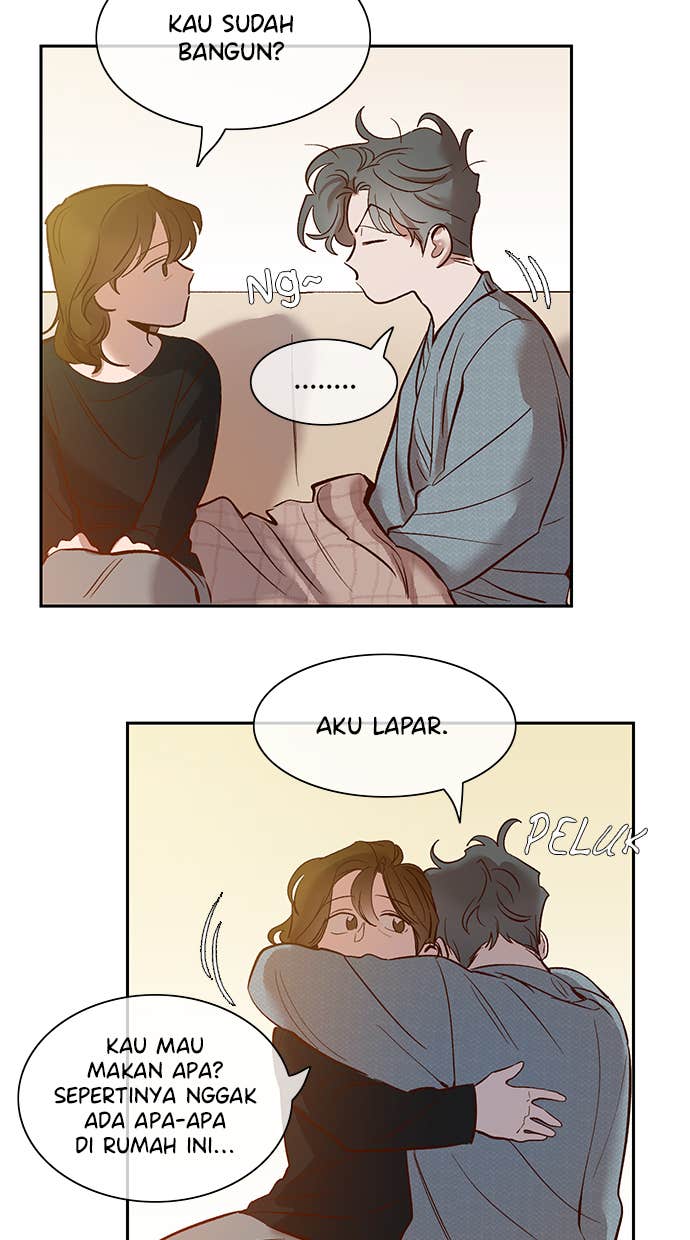 KAU SUDAH
BANGUN?
Ng~
.........
AKU LAPAR.
PELUK
KAU MAU
MAKAN APA?
SEPERTINYA NGGAK
ADA APA-APA
DI RUMAH INI...